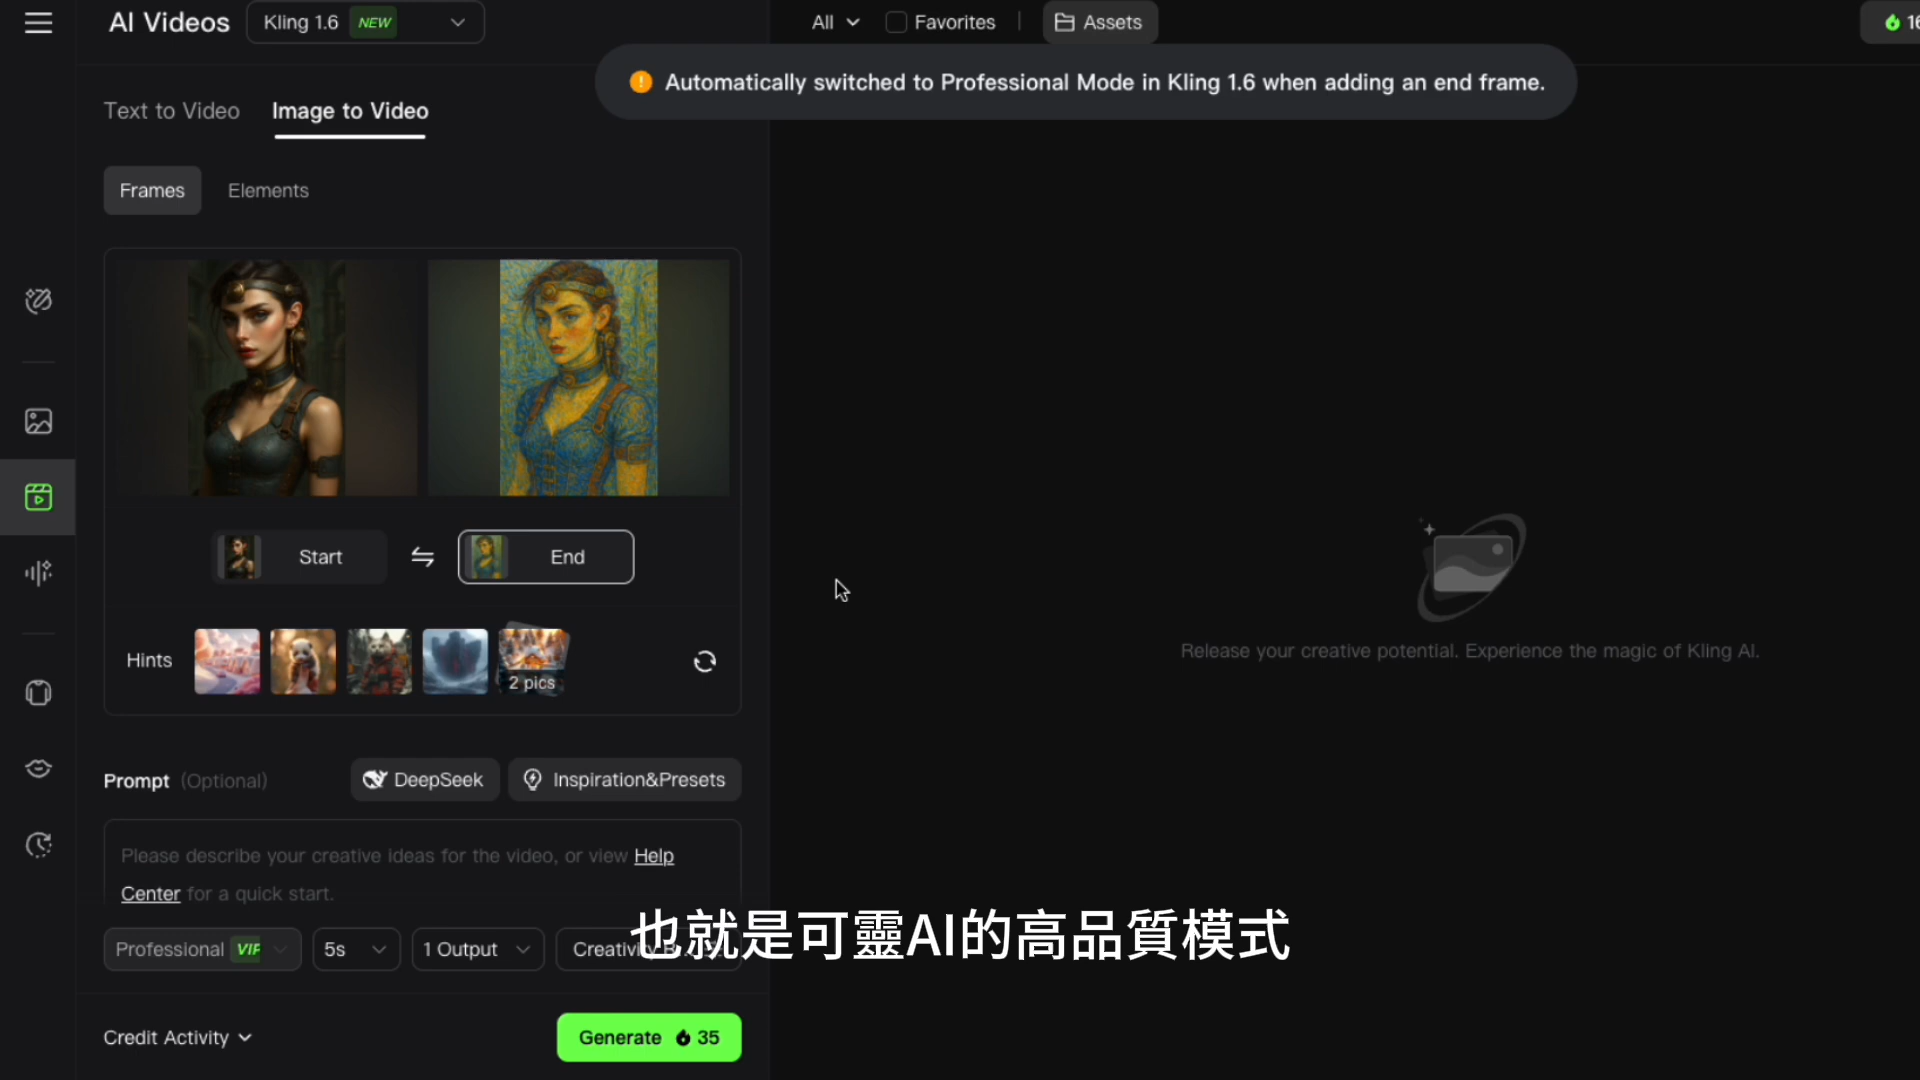 AI Videos
Kling 1.6 NEW
All
Favorites
Assets
Automatically switched to Professional Mode in Kling 1.6 when adding an end frame.
Text to Video
Image to Video
Frames
Elements
Start
End
Hints
2 pics
Release your creative potential. Experience the magic of Kling AI.
Prompt (Optional)
DeepSeek
Inspiration&Presets
Please describe your creative ideas for the video, or view Help
Center for a quick start.
Professional VIP
5s
1 Output
也就是可靈AI的高品質模式
Credit Activity
Generate 35